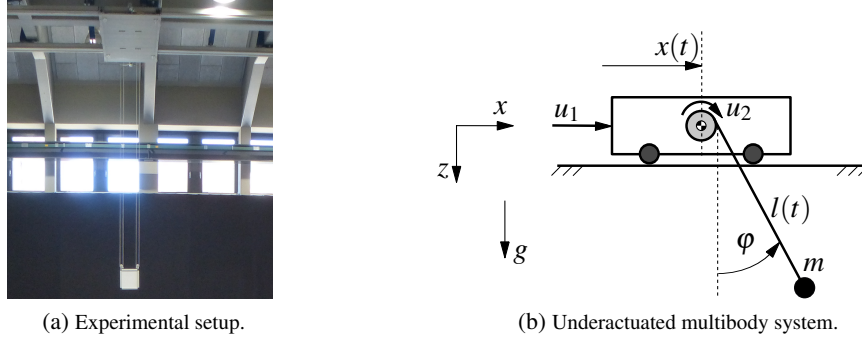 x(t)
x
u₁
u₂
z
l(t)
g
φ
m
(a) Experimental setup.
(b) Underactuated multibody system.